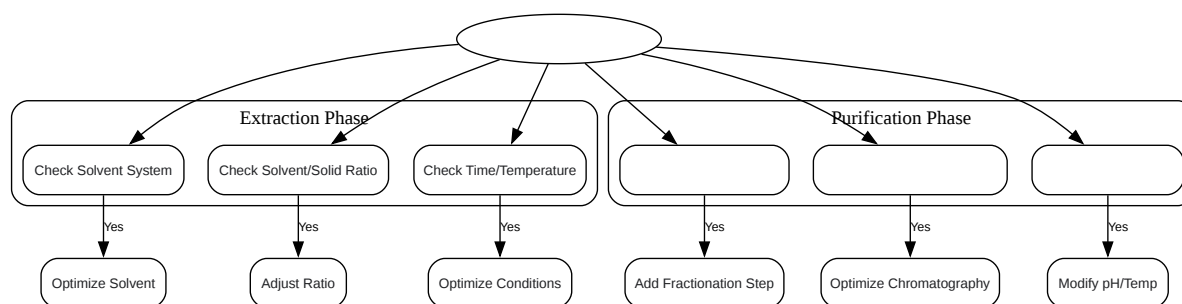 Extraction Phase
Purification Phase
Check Solvent System
Check Solvent/Solid Ratio
Check Time/Temperature
Yes
Yes
Yes
Yes
Yes
Yes
Optimize Solvent
Adjust Ratio
Optimize Conditions
Add Fractionation Step
Optimize Chromatography
Modify pH/Temp